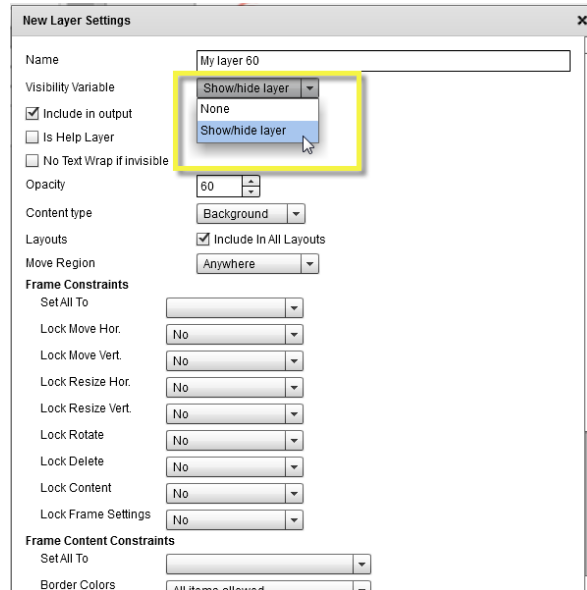 New Layer Settings
Name My layer 60
Visibility Variable Show/hide layer
None
Include in output
Show/hide layer
Is Help Layer
No Text Wrap if invisible
Opacity 60
Content type Background
Layouts Include In All Layouts
Move Region Anywhere
Frame Constraints
Set All To
Lock Move Hor. No
Lock Move Vert. No
Lock Resize Hor. No
Lock Resize Vert. No
Lock Rotate No
Lock Delete No
Lock Content No
Lock Frame Settings No
Frame Content Constraints
Set All To
Border Colors All items allowed